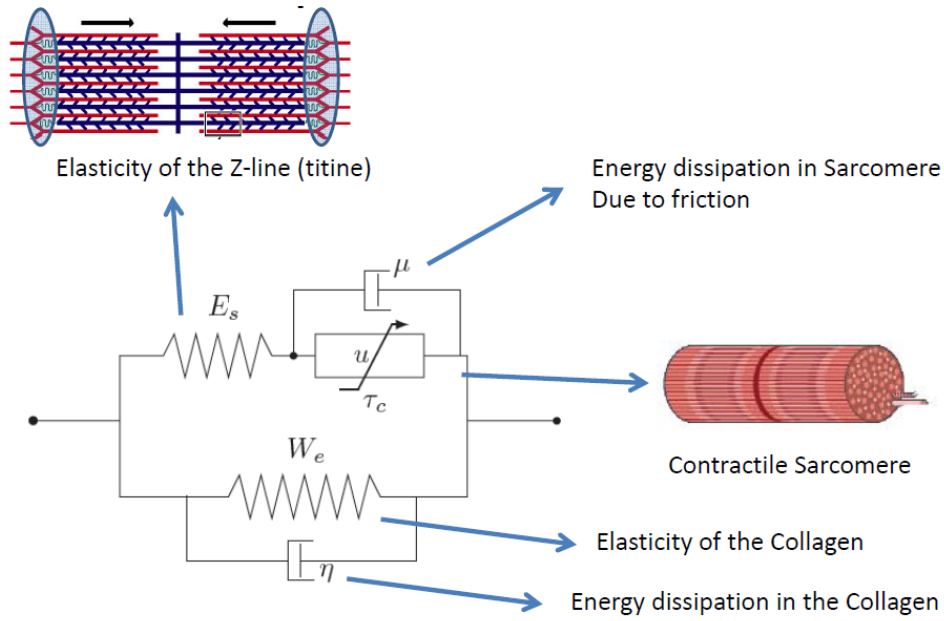 Elasticity of the Z-line (titine)
Energy dissipation in Sarcomere
Due to friction
μ
E_s
u
τ_c
W_e
Contractile Sarcomere
Elasticity of the Collagen
η
Energy dissipation in the Collagen